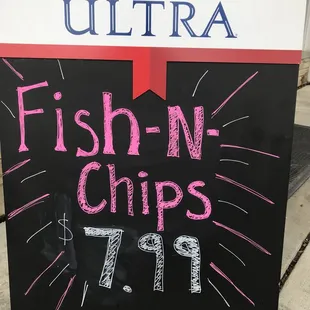 ULTRA
Fish-N-
Chips
$7.99